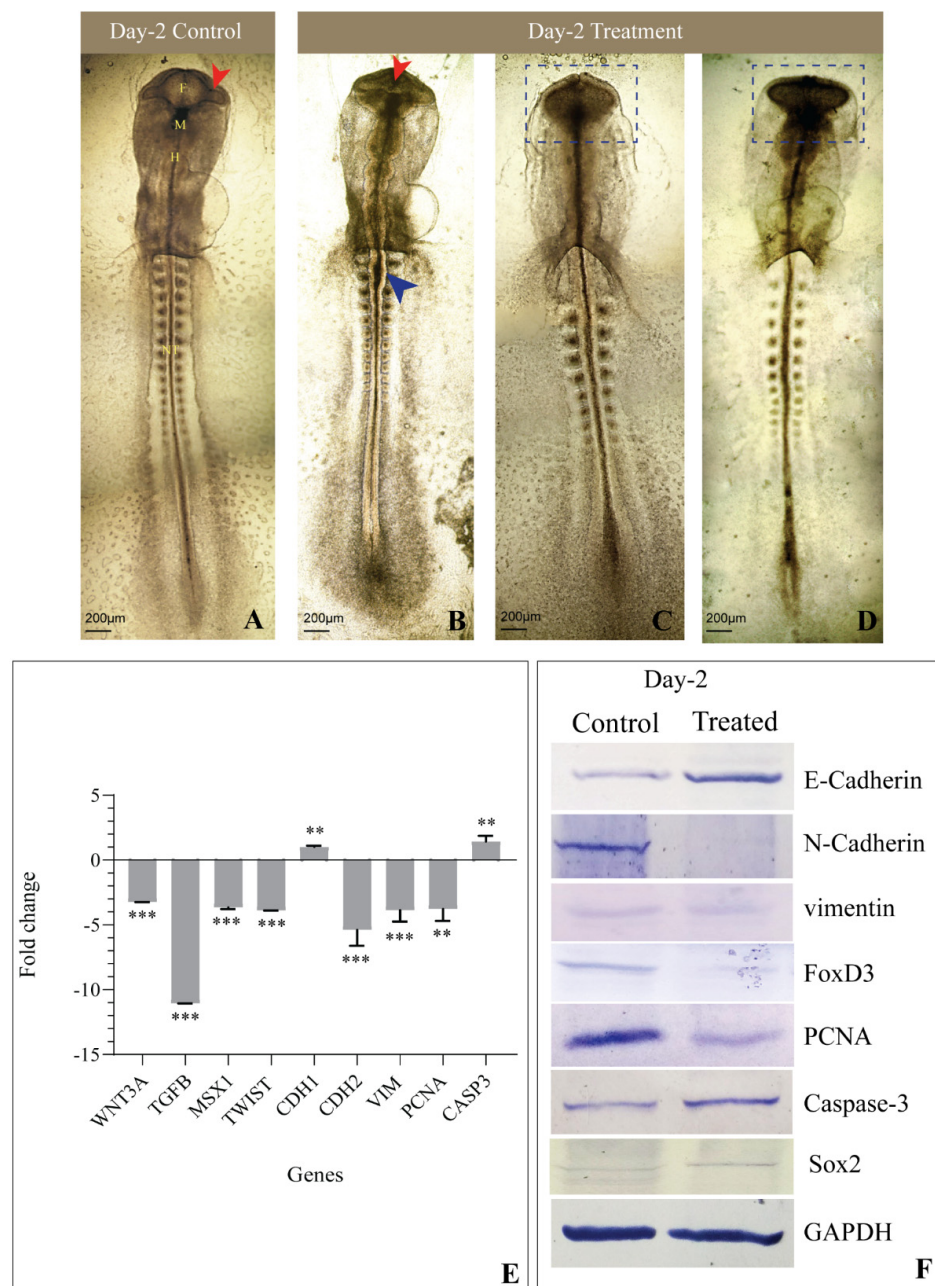 Day-2 Control
Day-2 Treatment
F
M
H
200µm
A
200µm
B
200µm
C
200µm
D
5
0
-5
-10
-15
Fold change
**
**
***
***
***
***
***
***
**
WNT3A
TGFB
MSX1
TWIST
CDH1
CDH2
VIM
PCNA
CASP3
Genes
E
Day-2
Control Treated
E-Cadherin
N-Cadherin
vimentin
FoxD3
PCNA
Caspase-3
Sox2
GAPDH
F